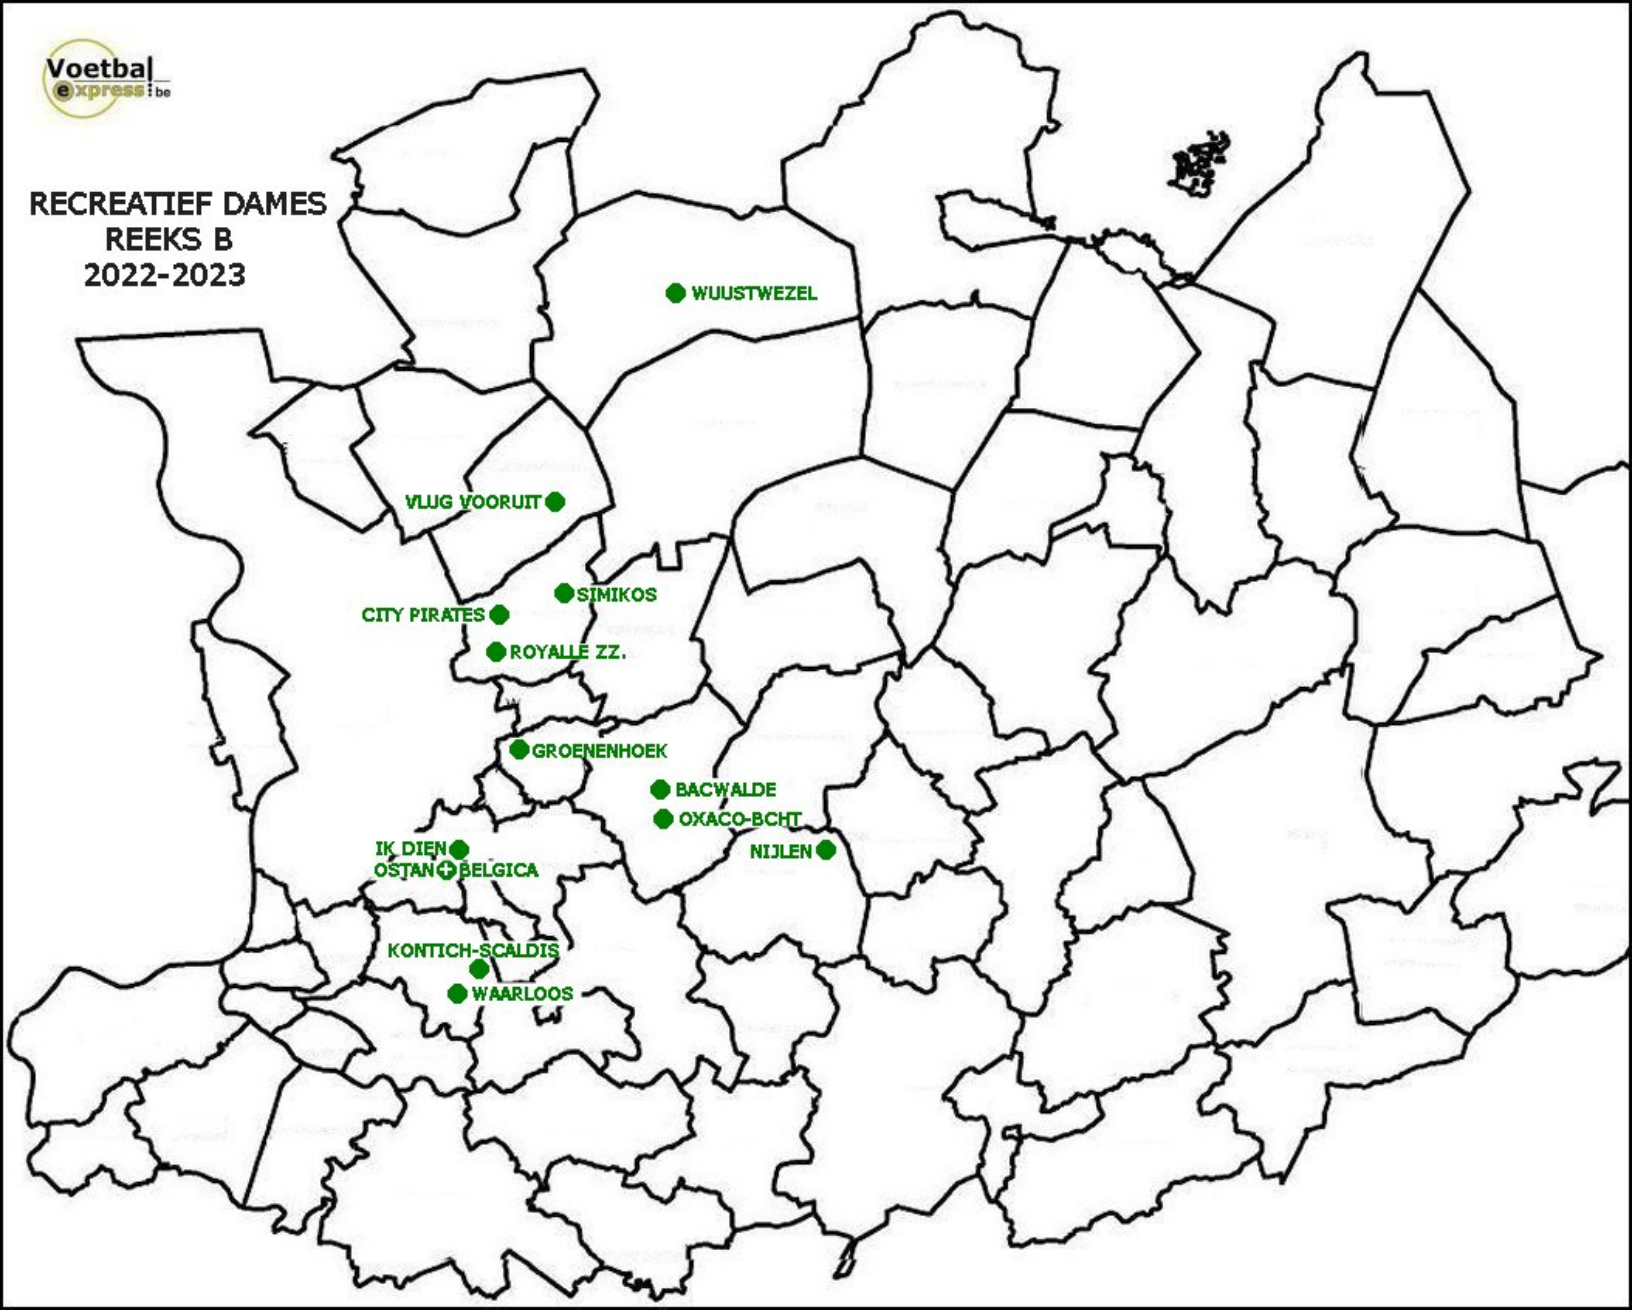 Voetbal
express.be
RECREATIEF DAMES
REEKS B
2022-2023
WUUSTWEZEL
VLUG VOORUIT
SIMIKOS
CITY PIRATES
ROYALLE ZZ.
GROENENHOEK
BACWALDE
OXACO-BCHT
IK DIEN
NIJLEN
OSTAN BELGICA
KONTICH-SCALDIS
WAARLOOS